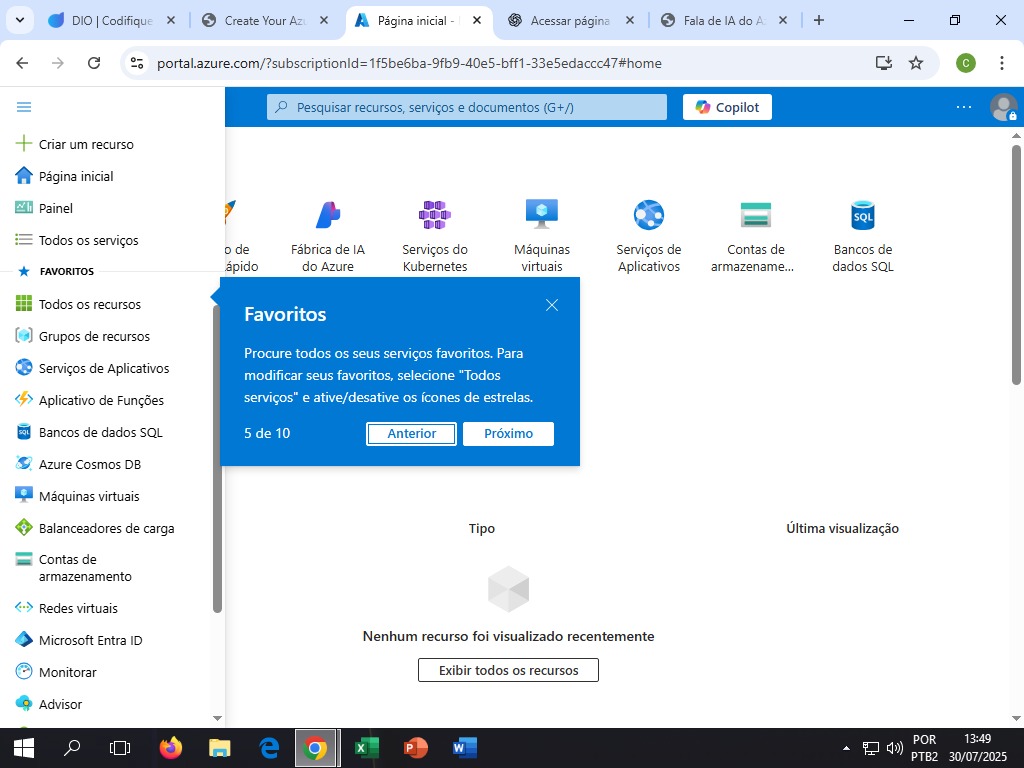 DIO | Codifique
Create Your Azu
Página inicial -
Acessar página
Fala de IA do A
portal.azure.com/?subscriptionId=1f5be6ba-9fb9-40e5-bff1-33e5edaccc47#home
C
Pesquisar recursos, serviços e documentos (G+/)
Copilot
Criar um recurso
Página inicial
Painel
Todos os serviços
FAVORITOS
Todos os recursos
Grupos de recursos
Serviços de Aplicativos
Aplicativo de Funções
Bancos de dados SQL
Azure Cosmos DB
Máquinas virtuais
Balanceadores de carga
Contas de
armazenamento
Redes virtuais
Microsoft Entra ID
Monitorar
Advisor
o de
ápido
Fábrica de IA
do Azure
Serviços do
Kubernetes
Máquinas
virtuais
Serviços de
Aplicativos
Contas de
armazename...
SQL
Bancos de
dados SQL
Favoritos
Procure todos os seus serviços favoritos. Para
modificar seus favoritos, selecione "Todos
serviços" e ative/desative os ícones de estrelas.
5 de 10
Anterior
Próximo
Tipo
Última visualização
Nenhum recurso foi visualizado recentemente
Exibir todos os recursos
POR
PTB2
13:49
30/07/2025